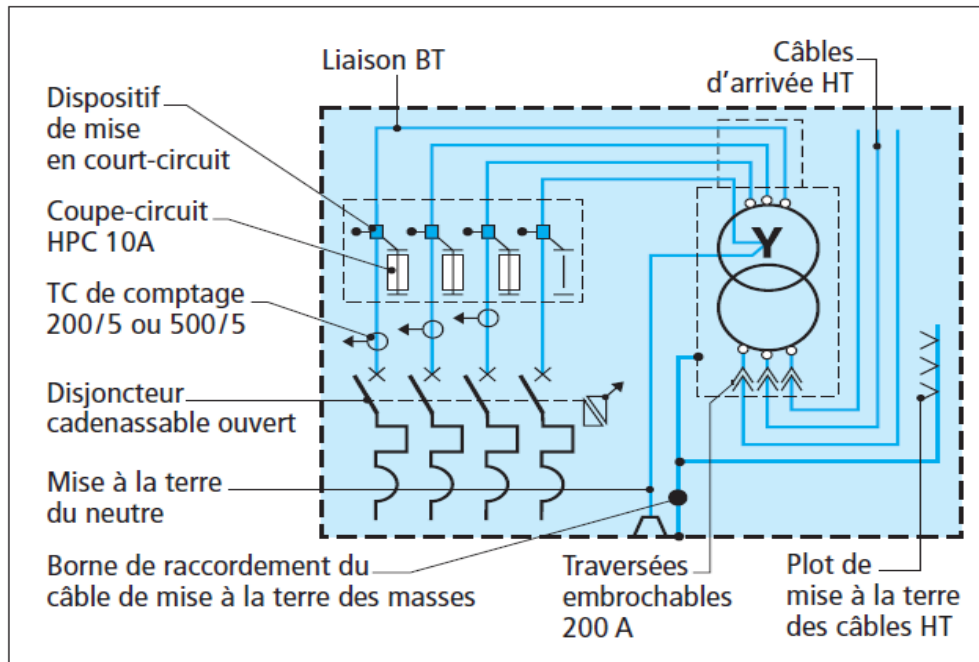 Liaison BT
Câbles
d'arrivée HT
Dispositif
de mise
en court-circuit
Coupe-circuit
HPC 10A
TC de comptage
200/5 ou 500/5
Disjoncteur
cadenassable ouvert
Mise à la terre
du neutre
Borne de raccordement du
câble de mise à la terre des masses
Traversées
embrochables
200 A
Plot de
mise à la terre
des câbles HT
Y